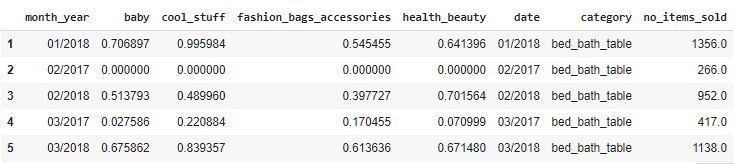 month_year baby cool_stuff fashion_bags_accessories health_beauty date category no_items_sold
1 01/2018 0.706897 0.995984 0.545455 0.641396 01/2018 bed_bath_table 1356.0
2 02/2017 0.000000 0.000000 0.000000 0.000000 02/2017 bed_bath_table 266.0
3 02/2018 0.513793 0.489960 0.397727 0.701564 02/2018 bed_bath_table 952.0
4 03/2017 0.027586 0.220884 0.170455 0.070999 03/2017 bed_bath_table 417.0
5 03/2018 0.675862 0.839357 0.613636 0.671480 03/2018 bed_bath_table 1138.0